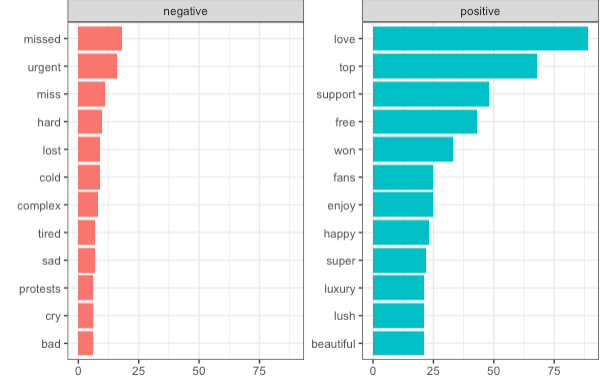 negative
missed
urgent
miss
hard
lost
cold
complex
tired
sad
protests
cry
bad
0 25 50 75
positive
love
top
support
free
won
fans
enjoy
happy
super
luxury
lush
beautiful
0 25 50 75